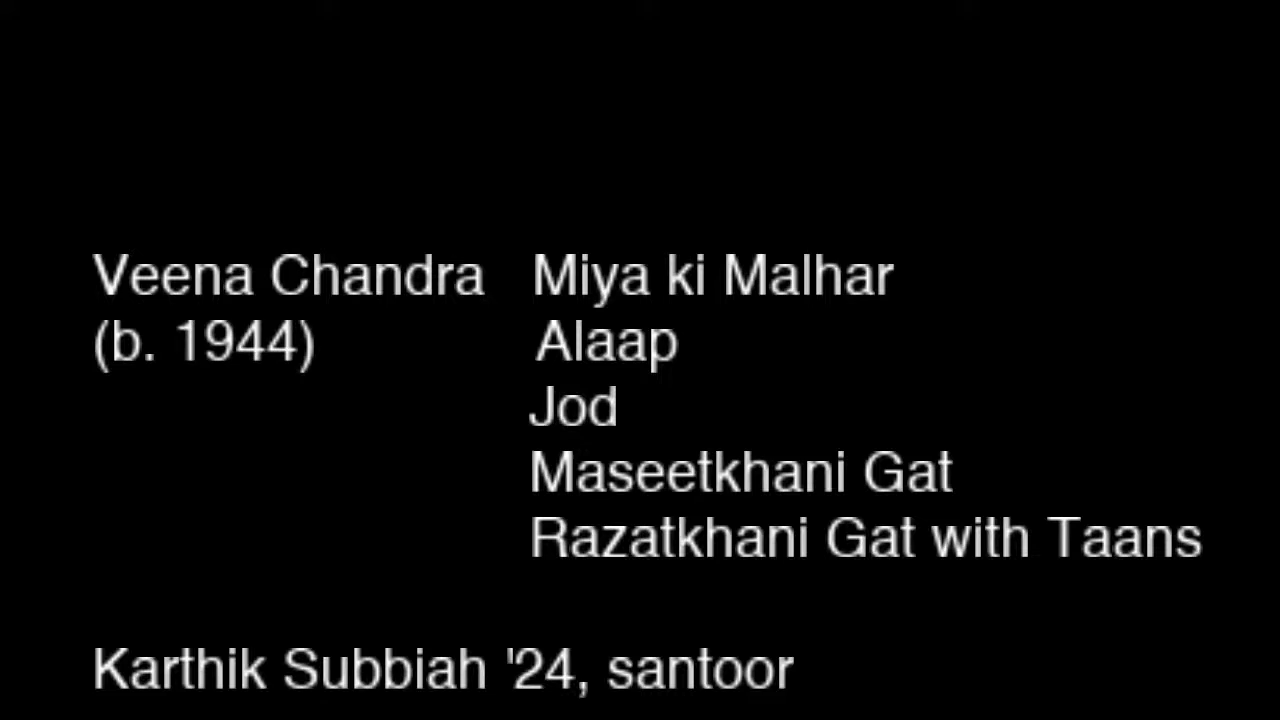 Veena Chandra Miya ki Malhar
(b. 1944) Alaap
Jod
Maseetkhani Gat
Razatkhani Gat with Taans
Karthik Subbiah '24, santoor